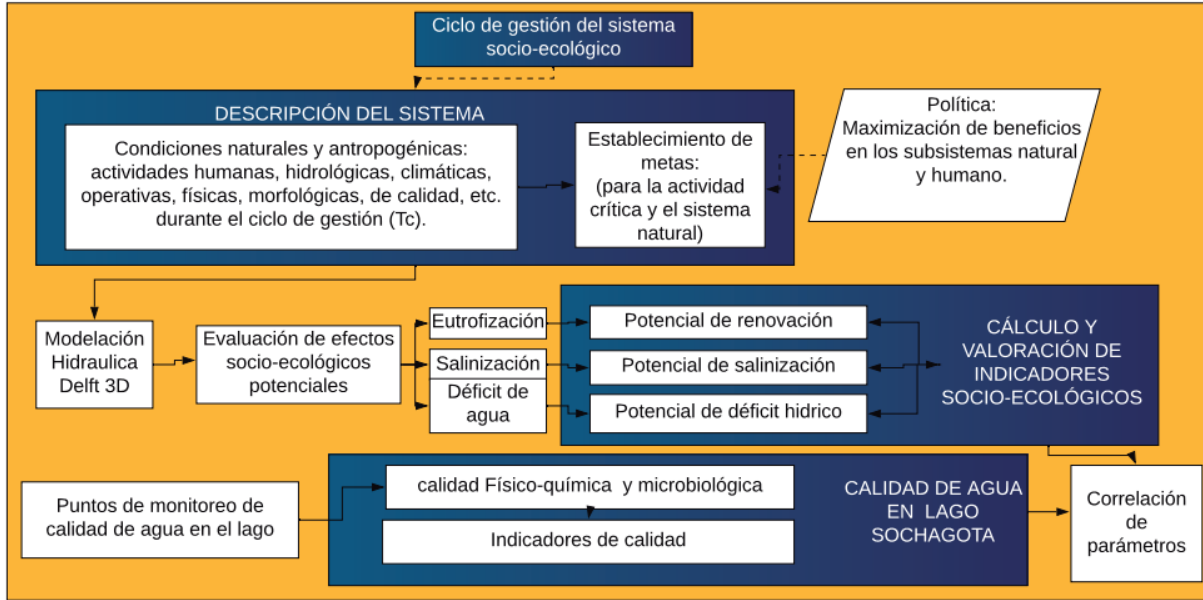 Ciclo de gestión del sistema
socio-ecológico
DESCRIPCIÓN DEL SISTEMA
Condiciones naturales y antropogénicas:
actividades humanas, hidrológicas, climáticas,
operativas, físicas, morfológicas, de calidad, etc.
durante el ciclo de gestión (Tc).
Establecimiento de
metas:
(para la actividad
crítica y el sistema
natural)
Política:
Maximización de beneficios
en los subsistemas natural
y humano.
Modelación
Hidraulica
Delft 3D
Evaluación de efectos
socio-ecológicos
potenciales
Eutrofización
Salinización
Déficit de
agua
Potencial de renovación
Potencial de salinización
Potencial de déficit hidrico
CÁLCULO Y
VALORACIÓN DE
INDICADORES
SOCIO-ECOLÓGICOS
Puntos de monitoreo de
calidad de agua en el lago
calidad Físico-química y microbiológica
Indicadores de calidad
CALIDAD DE AGUA
EN LAGO
SOCHAGOTA
Correlación
de
parámetros